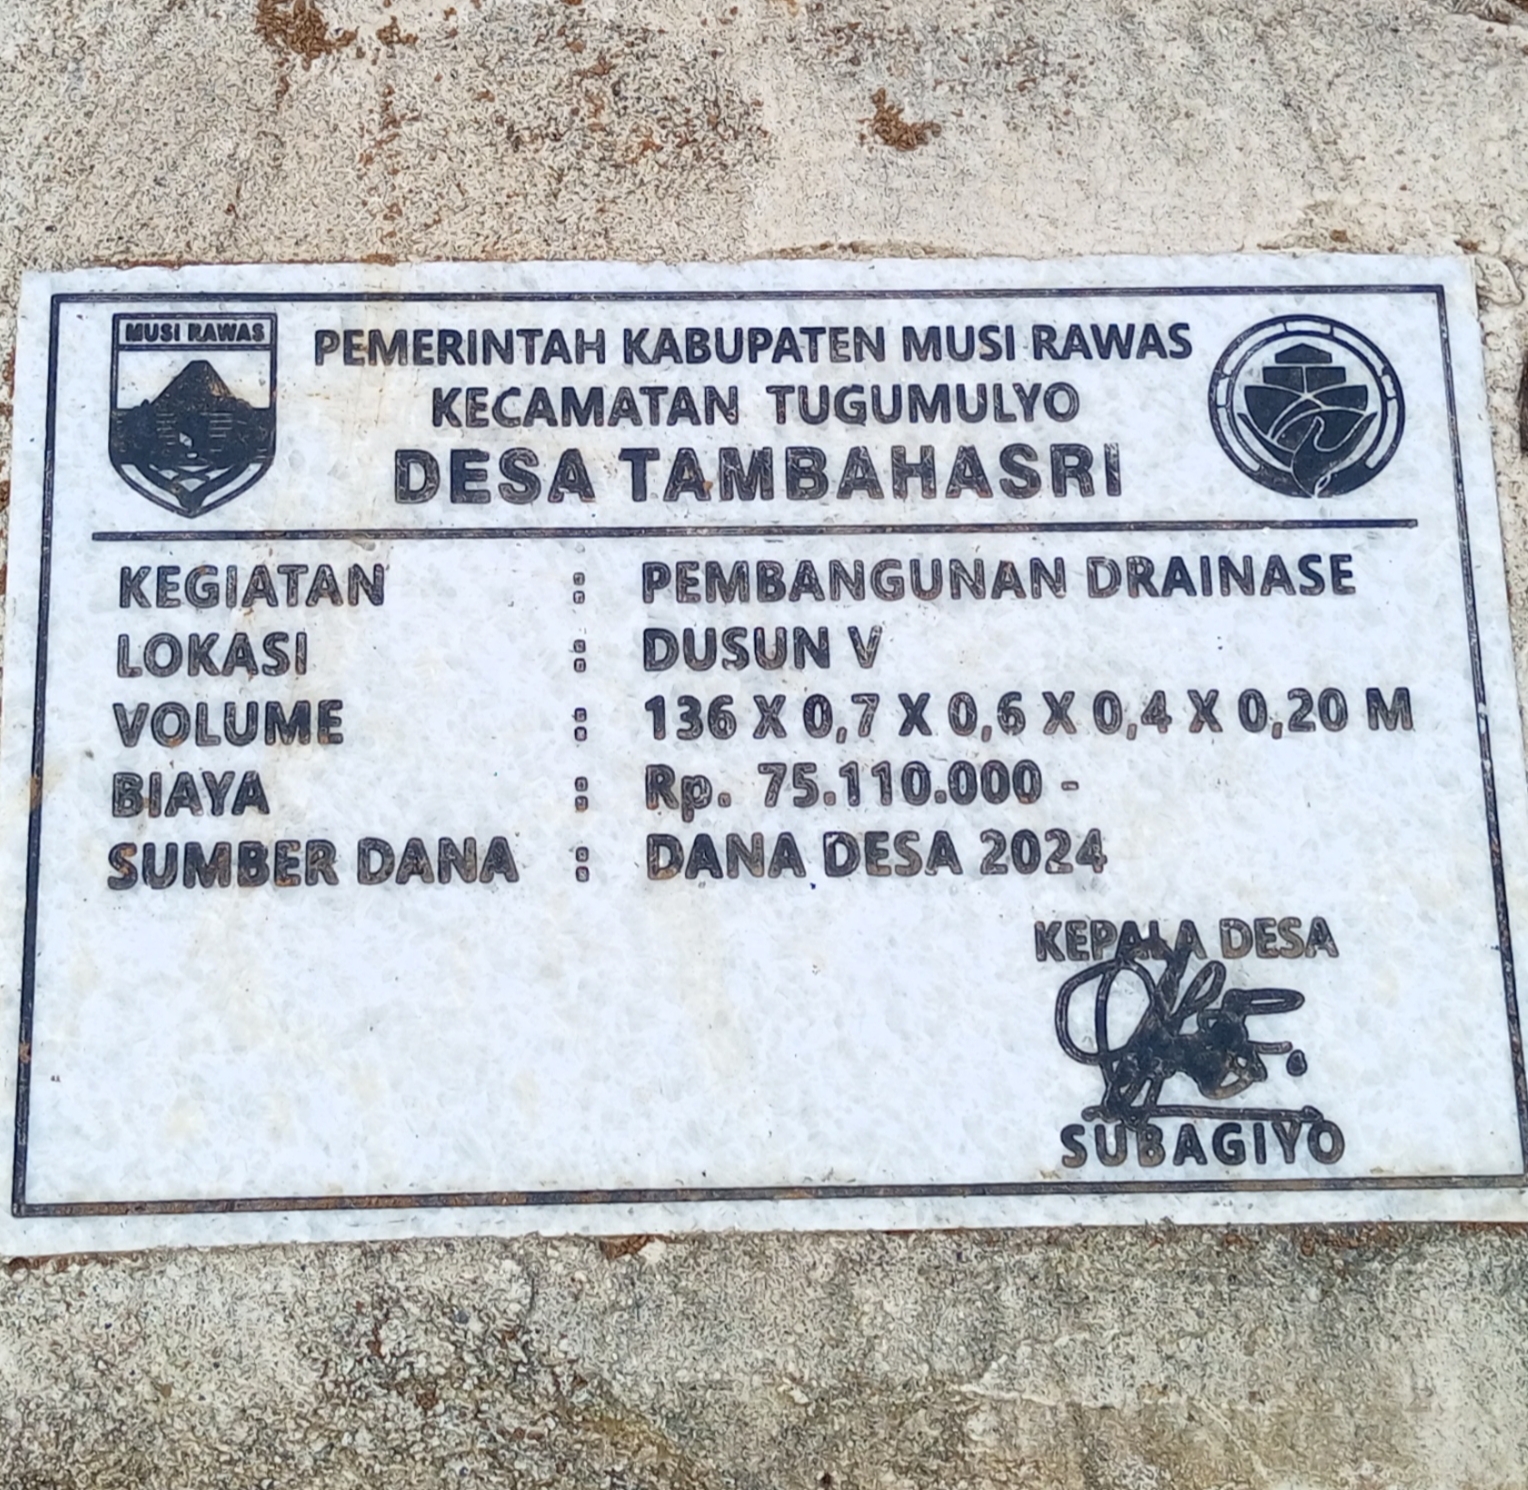 MUSI RAWAS
PEMERINTAH KABUPATEN MUSI RAWAS
KECAMATAN TUGUMULYO
DESA TAMBAHASRI
KEGIATAN : PEMBANGUNAN DRAINASE
LOKASI : DUSUN V
VOLUME : 136 X 0,7 X 0,6 X 0,4 X 0,20 M
BIAYA : Rp. 75.110.000 -
SUMBER DANA : DANA DESA 2024
KEPALA DESA
SUBAGIYO